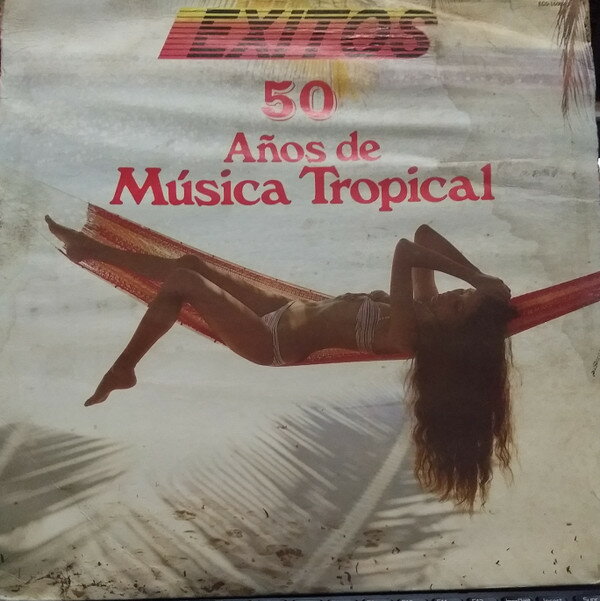 EXITOS
50
Años de
Música Tropical